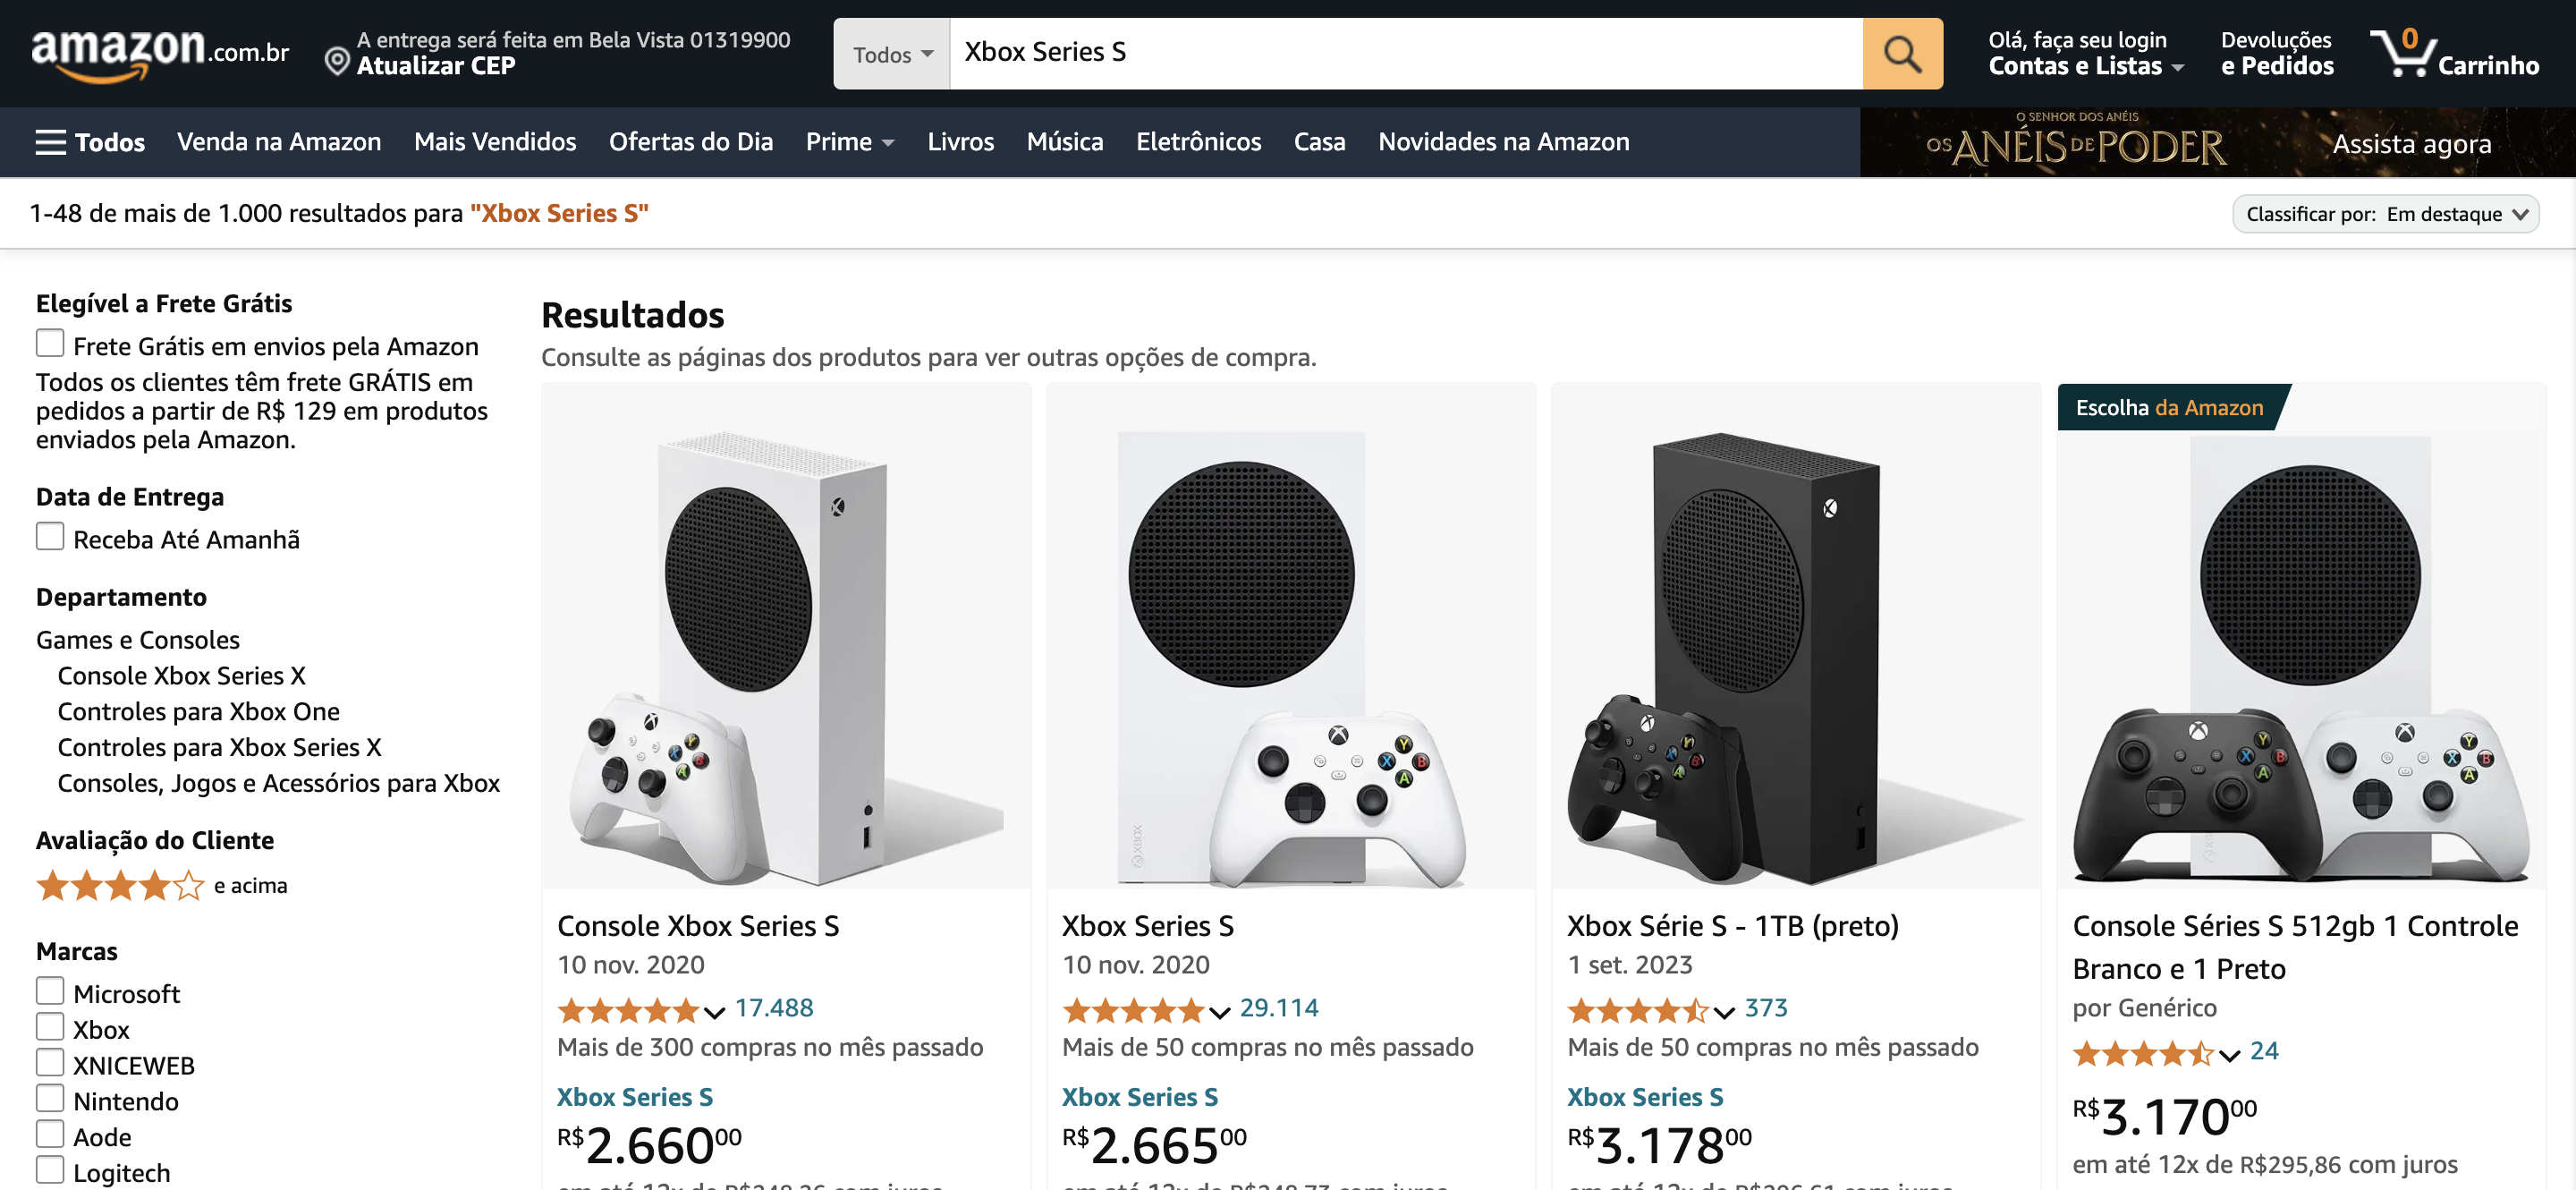 amazon.com.br
A entrega será feita em Bela Vista 01319900
Atualizar CEP
Todos
Xbox Series S
Olá, faça seu login
Contas e Listas
Devoluções
e Pedidos
0
Carrinho
Todos
Venda na Amazon
Mais Vendidos
Ofertas do Dia
Prime
Livros
Música
Eletrônicos
Casa
Novidades na Amazon
O SENHOR DOS ANÉIS
OS ANÉIS DE PODER
Assista agora
1-48 de mais de 1.000 resultados para "Xbox Series S"
Classificar por: Em destaque
Elegível a Frete Grátis
Frete Grátis em envios pela Amazon
Todos os clientes têm frete GRÁTIS em
pedidos a partir de R$ 129 em produtos
enviados pela Amazon.
Data de Entrega
Receba Até Amanhã
Departamento
Games e Consoles
Console Xbox Series X
Controles para Xbox One
Controles para Xbox Series X
Consoles, Jogos e Acessórios para Xbox
Avaliação do Cliente
e acima
Marcas
Microsoft
Xbox
XNICEWEB
Nintendo
Aode
Logitech
Resultados
Consulte as páginas dos produtos para ver outras opções de compra.
XBOX
Console Xbox Series S
10 nov. 2020
17.488
Mais de 300 compras no mês passado
Xbox Series S
R$2.66000
Xbox Series S
10 nov. 2020
29.114
Mais de 50 compras no mês passado
Xbox Series S
R$2.66500
Xbox Série S - 1TB (preto)
1 set. 2023
373
Mais de 50 compras no mês passado
Xbox Series S
R$3.17800
Escolha da Amazon
Console Séries S 512gb 1 Controle
Branco e 1 Preto
por Genérico
24
R$3.17000
em até 12x de R$295,86 com juros